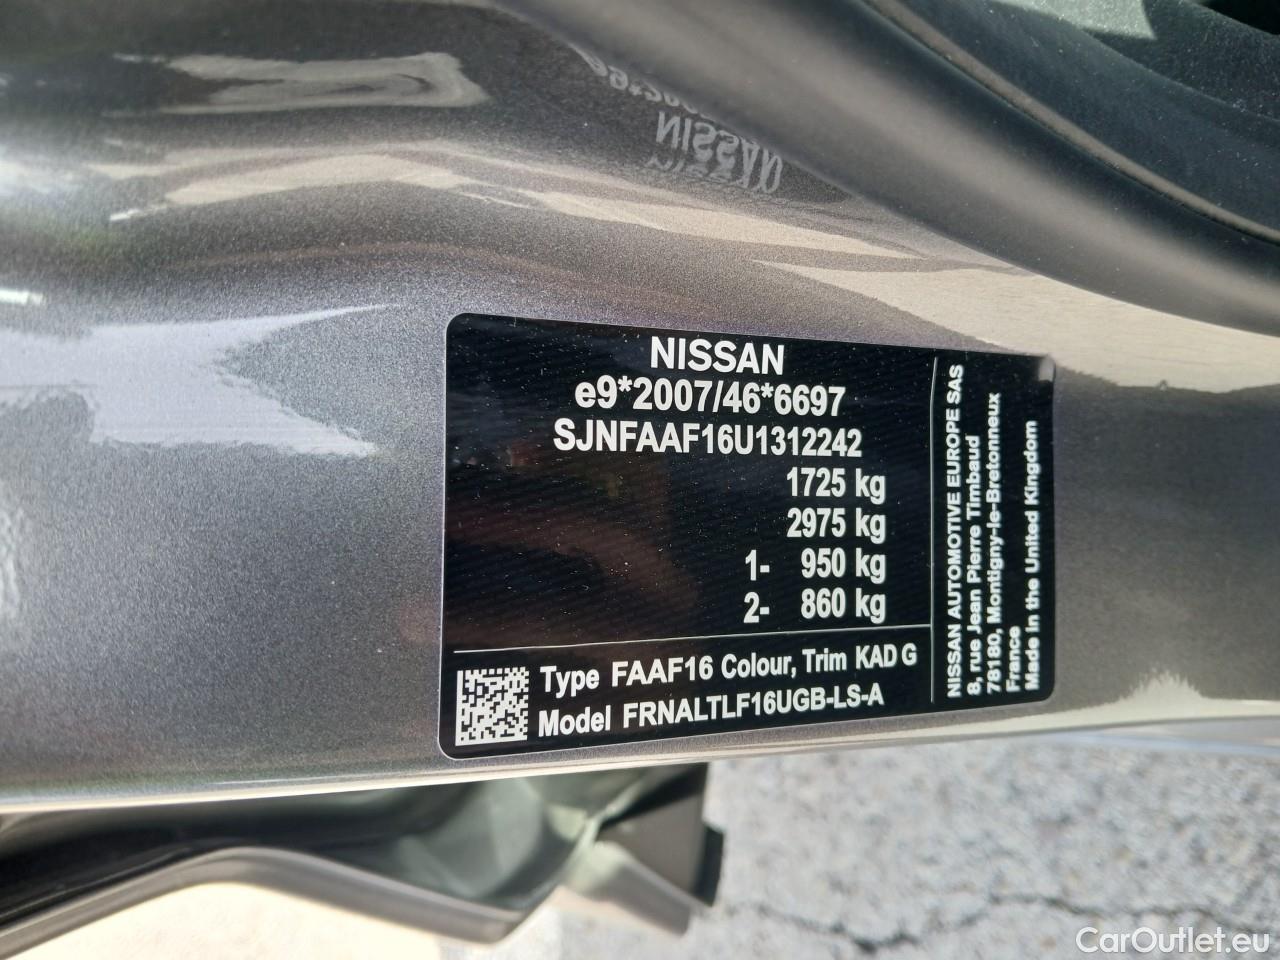 NISSAN
e9*2007/46*6697
SJNFAAF16U1312242
1725 kg
2975 kg
1- 950 kg
2- 860 kg
Type FAAF16 Colour, Trim KAD G
Model FRNALTLF16UGB-LS-A
NISSAN AUTOMOTIVE EUROPE SAS
8, rue Jean Pierre Timbaud
78180, Montigny-le-Bretonneux
France
Made in the United Kingdom
CarOutlet.eu